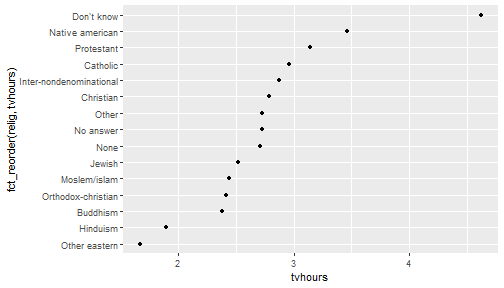 Don't know
Native american
Protestant
Catholic
Inter-nondenominational
Christian
Other
No answer
None
Jewish
Moslem/islam
Orthodox-christian
Buddhism
Hinduism
Other eastern
fct_reorder(relig, tvhours)
2 3 4
tvhours